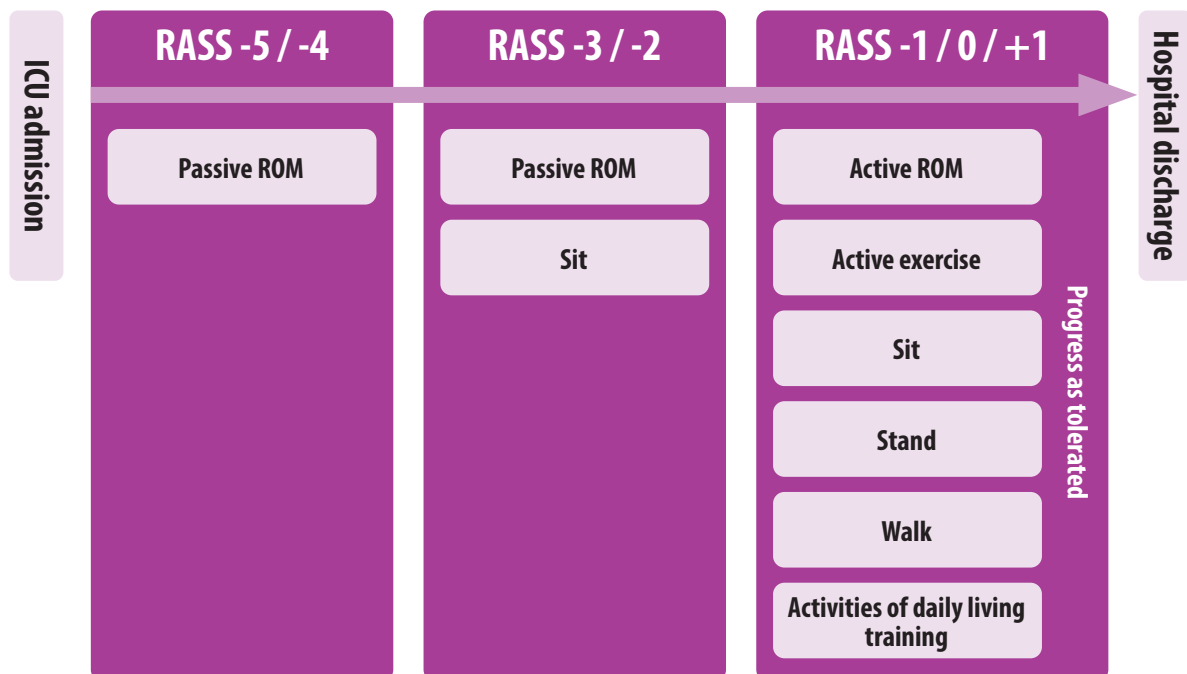 ICU admission
RASS -5 / -4
Passive ROM
RASS -3 / -2
Passive ROM
Sit
RASS -1 / 0 / +1
Active ROM
Active exercise
Sit
Stand
Walk
Activities of daily living
training
Progress as tolerated
Hospital discharge